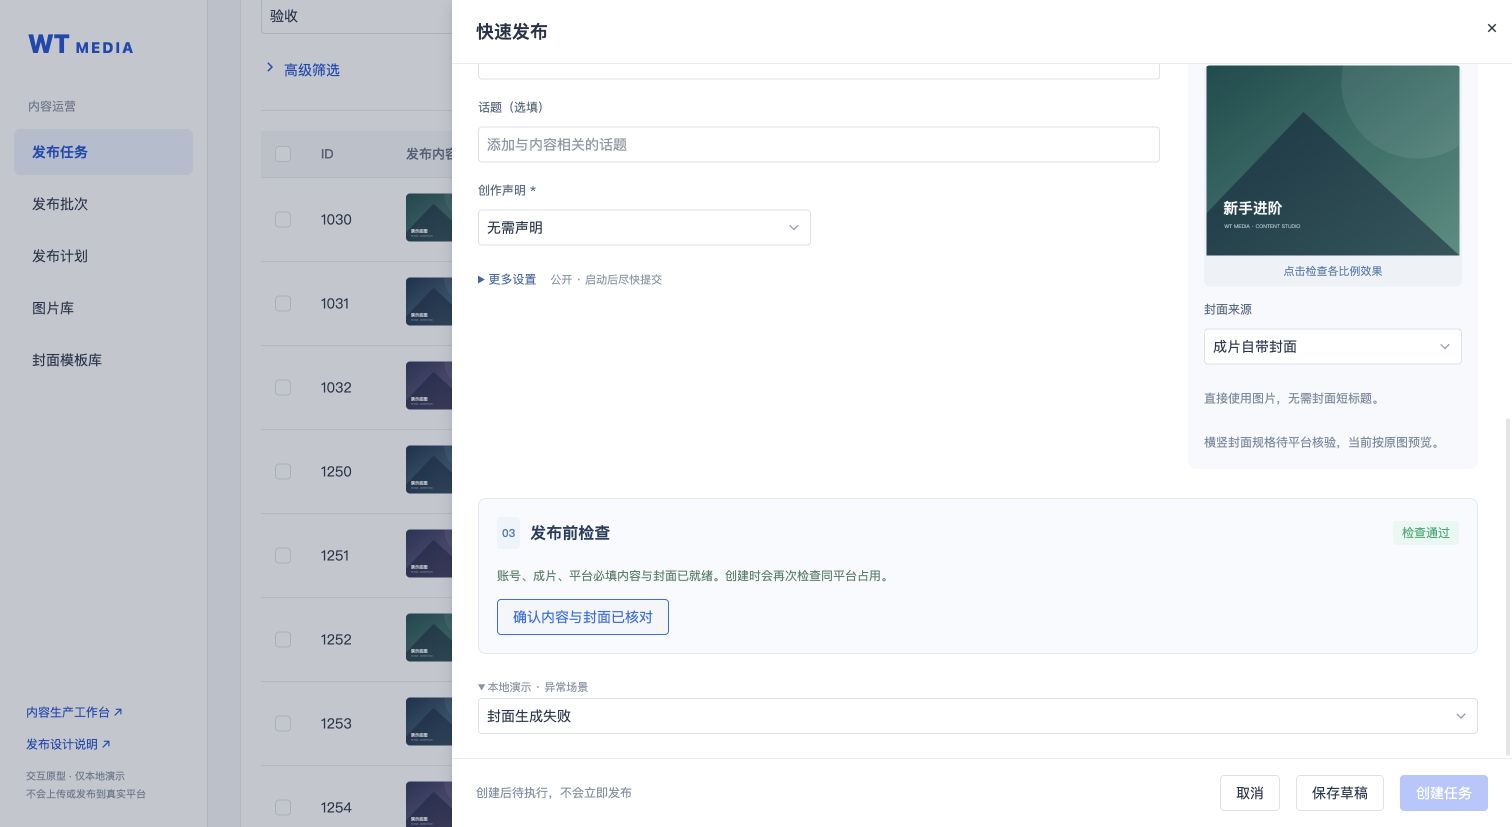 WT MEDIA
内容运营
发布任务
发布批次
发布计划
图片库
封面模板库
内容生产工作台 ↗
发布设计说明 ↗
交互原型 · 仅本地演示
不会上传或发布到真实平台
验收
高级筛选
ID
发布内容
1030
1031
1032
1250
1251
1252
1253
1254
快速发布
×
话题（选填）
添加与内容相关的话题
创作声明 *
无需声明
更多设置 公开 · 启动后尽快提交
新手进阶
WT MEDIA · CONTENT STUDIO
点击检查各比例效果
封面来源
成片自带封面
直接使用图片，无需封面短标题。
横竖封面规格待平台核验，当前按原图预览。
03 发布前检查
检查通过
账号、成片、平台必填内容与封面已就绪。创建时会再次检查同平台占用。
确认内容与封面已核对
本地演示 · 异常场景
封面生成失败
创建后待执行，不会立即发布
取消
保存草稿
创建任务